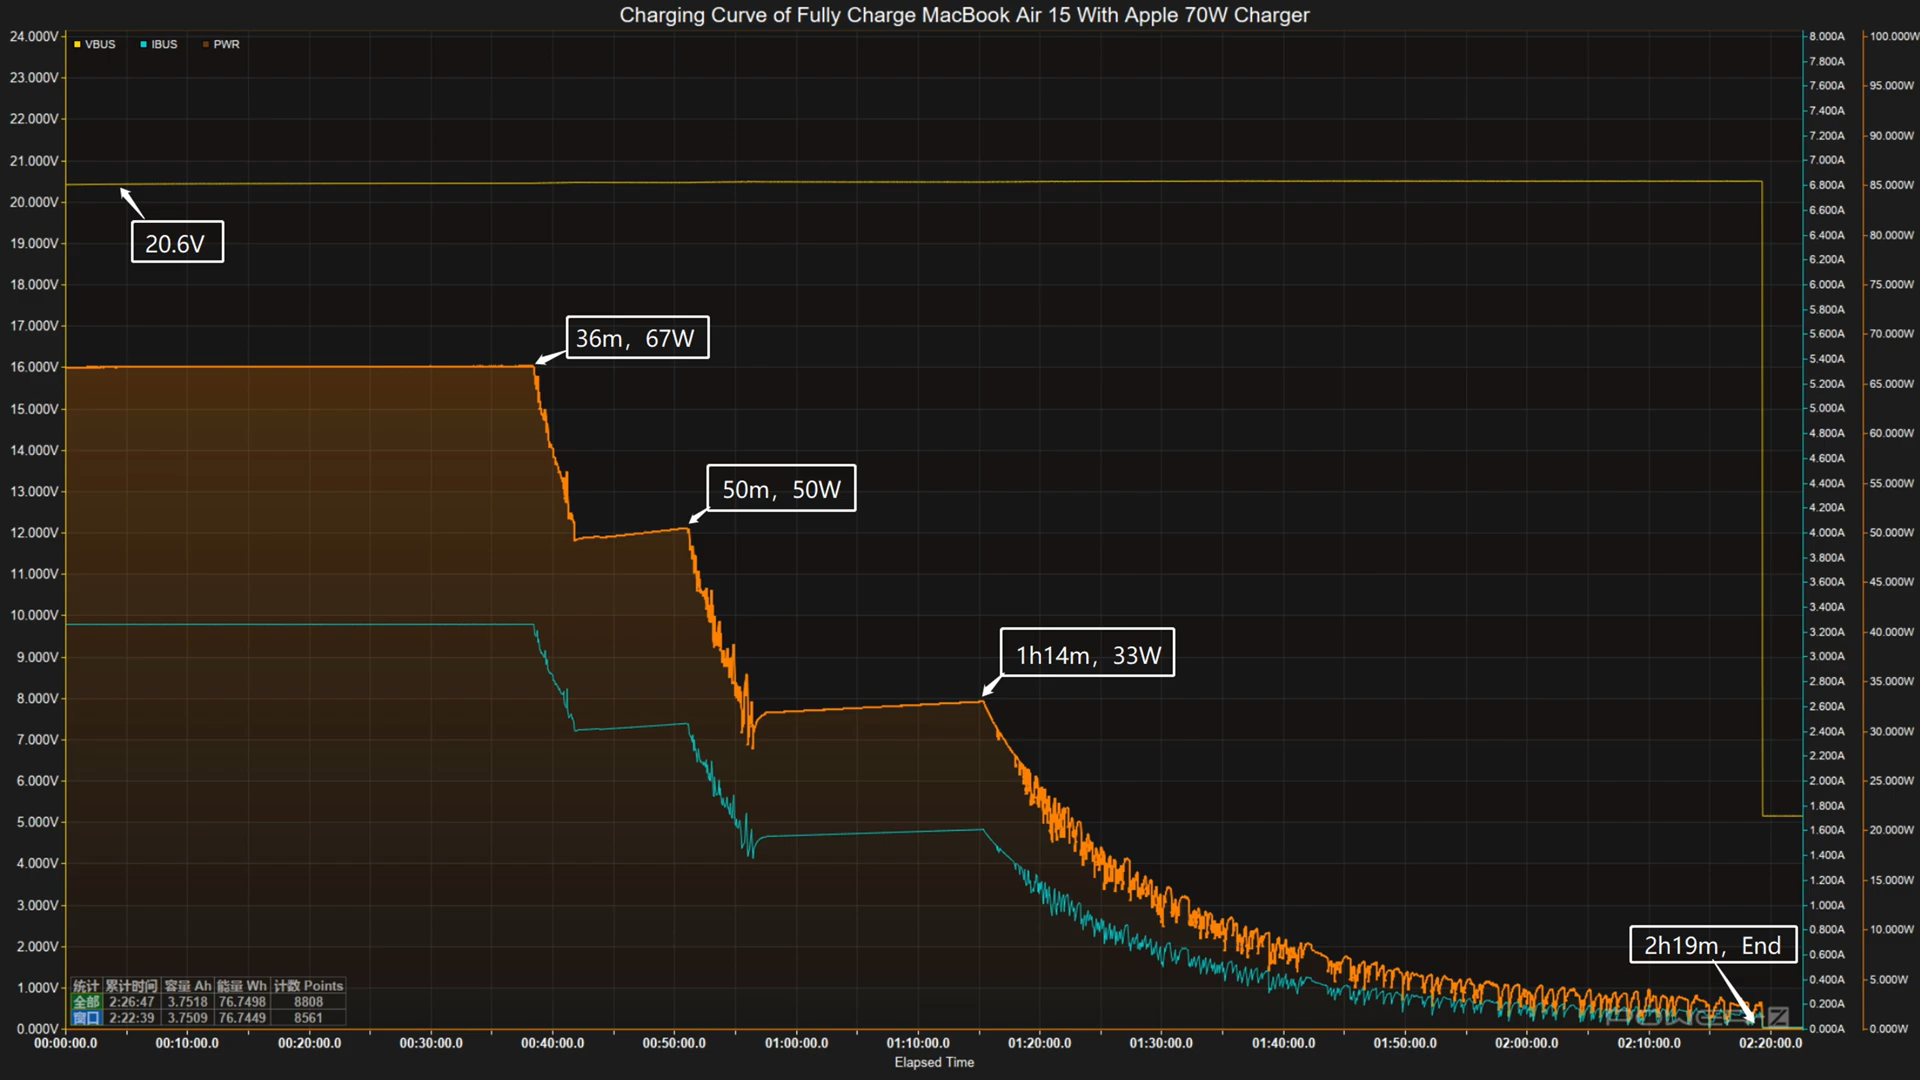 Charging Curve of Fully Charge MacBook Air 15 With Apple 70W Charger
VBUS IBUS PWR
24.000V
23.000V
22.000V
21.000V
20.000V
19.000V
18.000V
17.000V
16.000V
15.000V
14.000V
13.000V
12.000V
11.000V
10.000V
9.000V
8.000V
7.000V
6.000V
5.000V
4.000V
3.000V
2.000V
1.000V
0.000V
20.6V
36m，67W
50m，50W
1h14m，33W
2h19m，End
8.000A
7.800A
7.600A
7.400A
7.200A
7.000A
6.800A
6.600A
6.400A
6.200A
6.000A
5.800A
5.600A
5.400A
5.200A
5.000A
4.800A
4.600A
4.400A
4.200A
4.000A
3.800A
3.600A
3.400A
3.200A
3.000A
2.800A
2.600A
2.400A
2.200A
2.000A
1.800A
1.600A
1.400A
1.200A
1.000A
0.800A
0.600A
0.400A
0.200A
0.000A
100.000W
95.000W
90.000W
85.000W
80.000W
75.000W
70.000W
65.000W
60.000W
55.000W
50.000W
45.000W
40.000W
35.000W
30.000W
25.000W
20.000W
15.000W
10.000W
5.000W
0.000W
统计 累计时间 容量 Ah 能量 Wh 计数 Points
全部 2:26:47 3.7518 76.7498 8808
窗口 2:22:39 3.7509 76.7449 8561
00:00:00.0 00:10:00.0 00:20:00.0 00:30:00.0 00:40:00.0 00:50:00.0 01:00:00.0 01:10:00.0 01:20:00.0 01:30:00.0 01:40:00.0 01:50:00.0 02:00:00.0 02:10:00.0 02:20:00.0
Elapsed Time